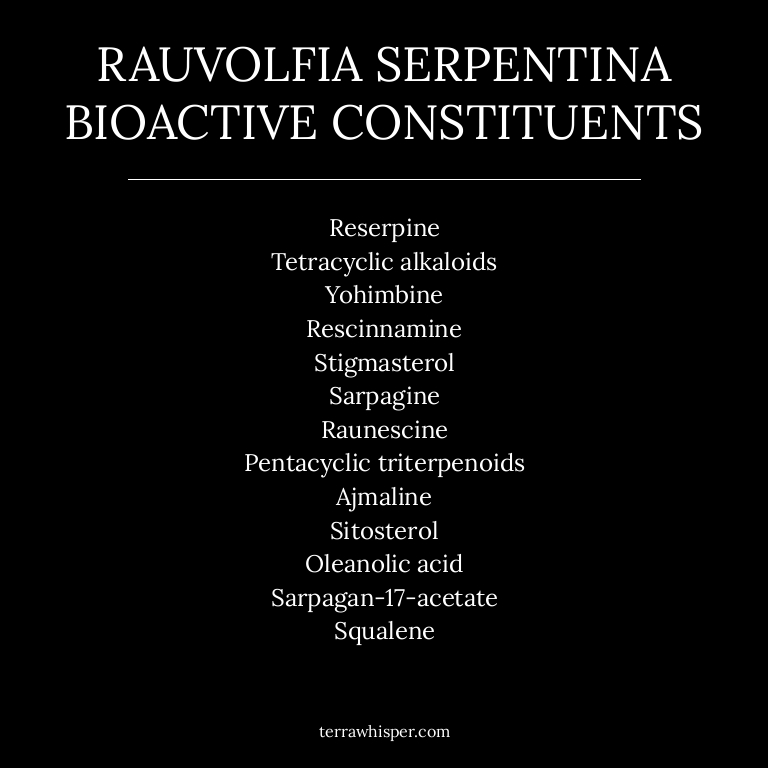 RAUVOLFIA SERPENTINA
BIOACTIVE CONSTITUENTS
Reserpine
Tetracyclic alkaloids
Yohimbine
Rescinnamine
Stigmasterol
Sarpagine
Raunescine
Pentacyclic triterpenoids
Ajmaline
Sitosterol
Oleanolic acid
Sarpagan-17-acetate
Squalene
terrawhisper.com